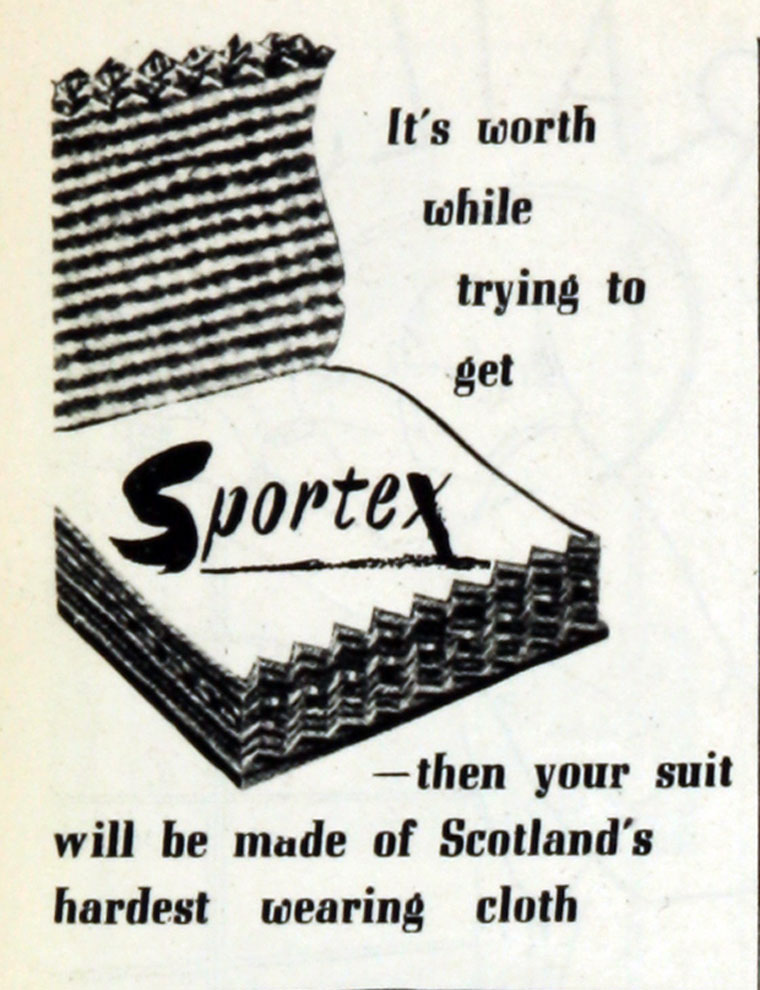 It's worth
while
trying to
get
Sportex
—then your suit
will be made of Scotland's
hardest wearing cloth